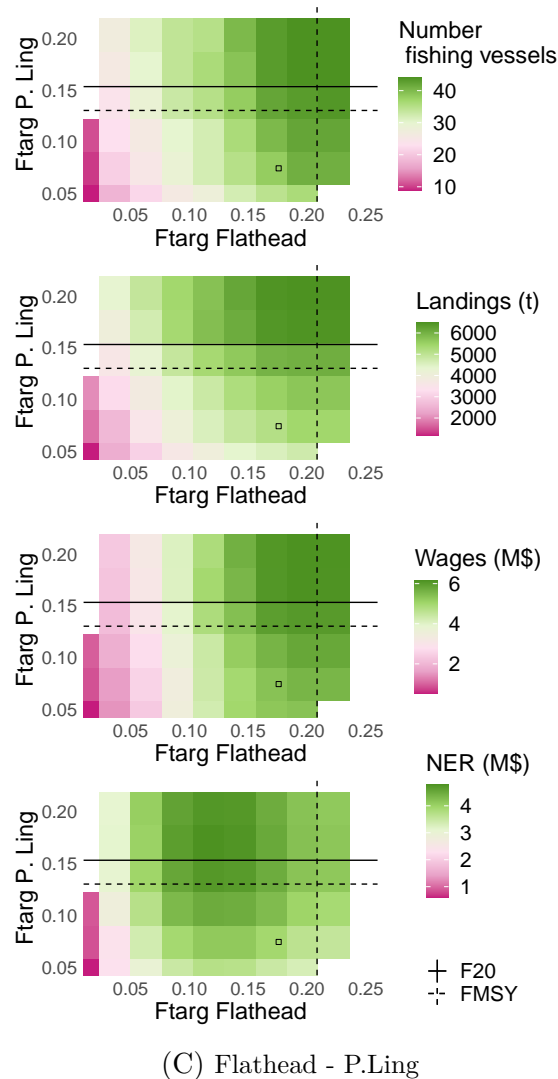 Number
fishing vessels
Ftarg P. Ling
0.20
0.15
0.10
0.05
40
30
20
10
0.05 0.10 0.15 0.20 0.25
Ftarg Flathead
Landings (t)
Ftarg P. Ling
0.20
0.15
0.10
0.05
6000
5000
4000
3000
2000
0.05 0.10 0.15 0.20 0.25
Ftarg Flathead
Wages (M$)
Ftarg P. Ling
0.20
0.15
0.10
0.05
6
4
2
0.05 0.10 0.15 0.20 0.25
Ftarg Flathead
NER (M$)
Ftarg P. Ling
0.20
0.15
0.10
0.05
4
3
2
1
0.05 0.10 0.15 0.20 0.25
Ftarg Flathead
F20
FMSY
(C) Flathead - P.Ling